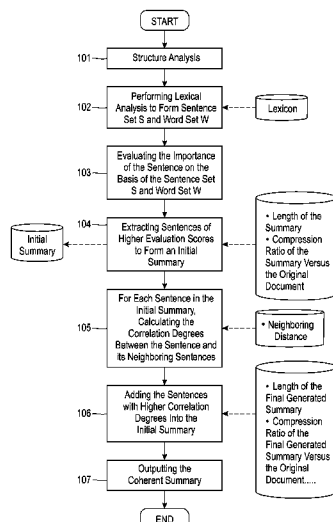 START
101
Structure Analysis
102
Performing Lexical
Analysis to Form Sentence
Set S and Word Set W
Lexicon
103
Evaluating the Importance
of the Sentence on the
Basis of the Sentence Set
S and Word Set W
104
Initial
Summary
Extracting Sentences of
Higher Evaluation Scores
to Form an Initial
Summary
• Length of the
Summary
• Compression
Ratio of the
Summary Versus
the Original
Document
105
For Each Sentence in the
Initial Summary,
Calculating the
Correlation Degrees
Between the Sentence and
its Neighboring Sentences
• Neighboring
Distance
106
Adding the Sentences
with Higher Correlation
Degrees Into the
Initial Summary
• Length of the
Final Generated
Summary
• Compression
Ratio of the
Final Generated
Summary Versus
the Original
Document.....
107
Outputting the
Coherent Summary
END